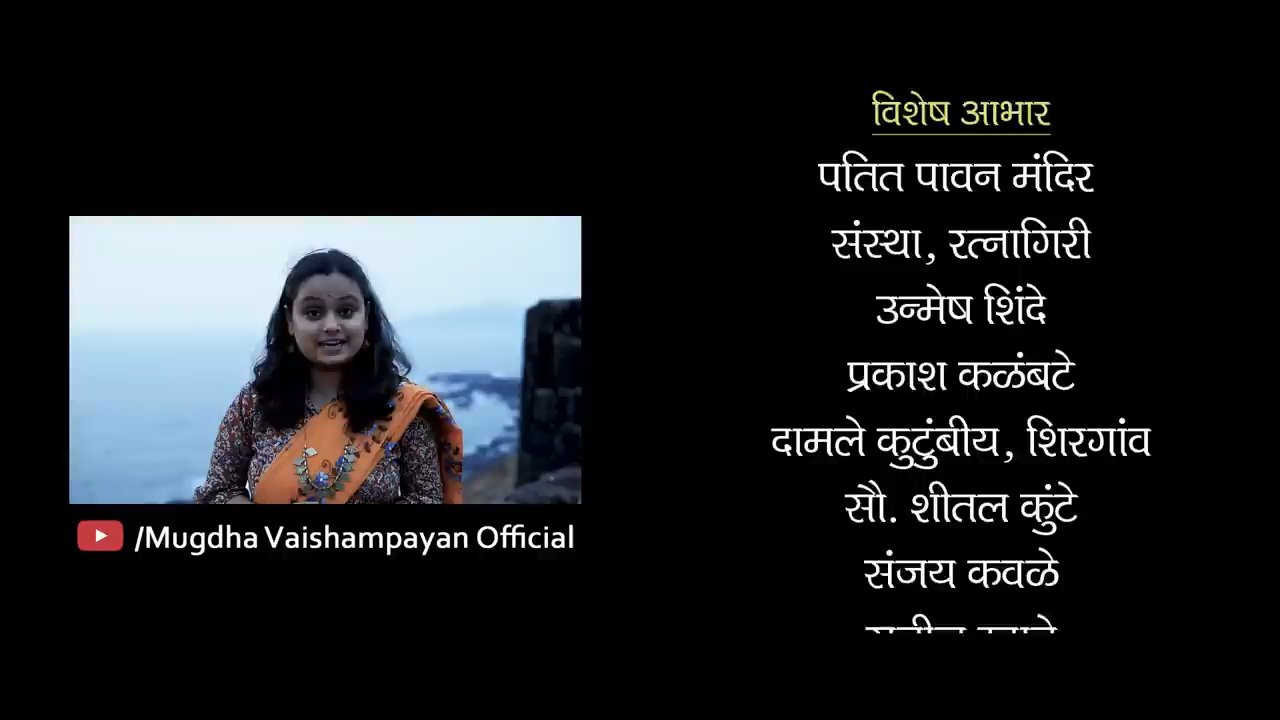 विशेष आभार
पतित पावन मंदिर
संस्था, रत्नागिरी
उन्मेष शिंदे
प्रकाश कळंबटे
दामले कुटुंबीय, शिरगांव
सौ. शीतल कुंटे
संजय कवळे
/Mugdha Vaishampayan Official